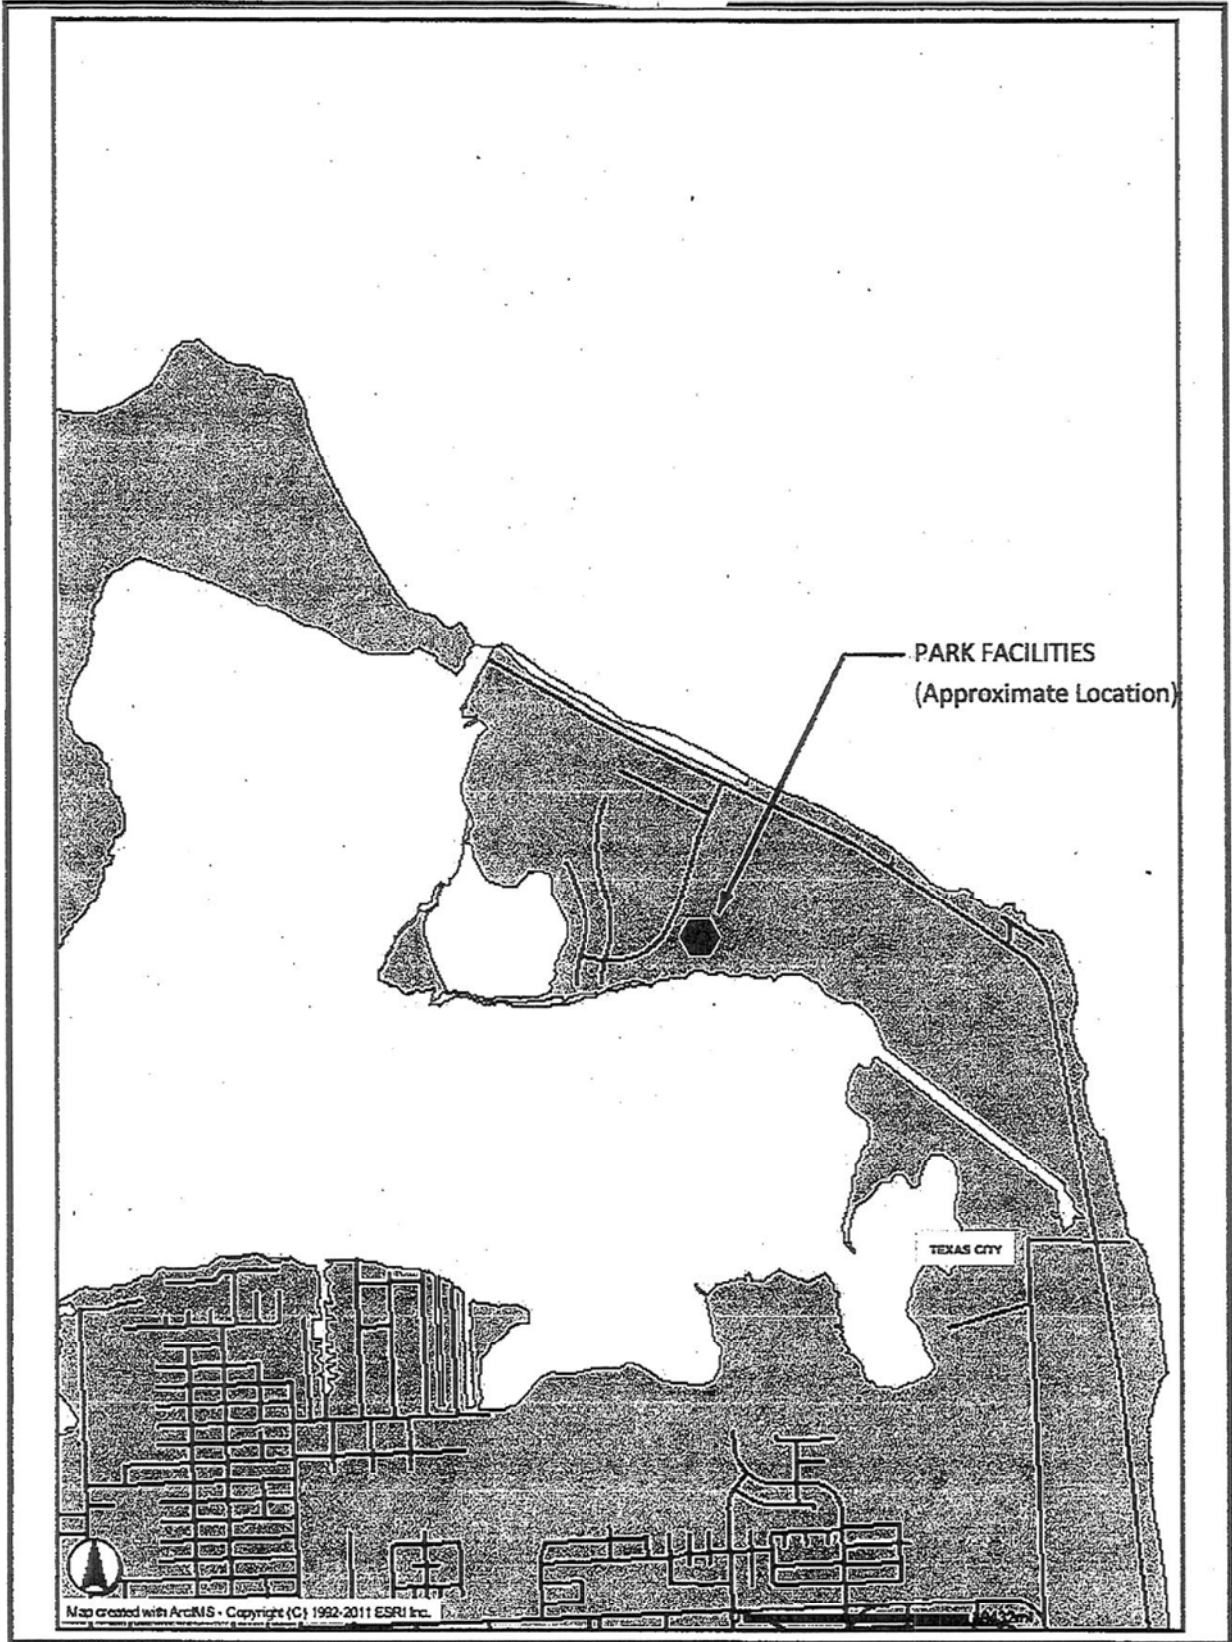 PARK FACILITIES
(Approximate Location)
TEXAS CITY
Map created with ArcIMS - Copyright (C) 1992-2011 ESRI Inc.